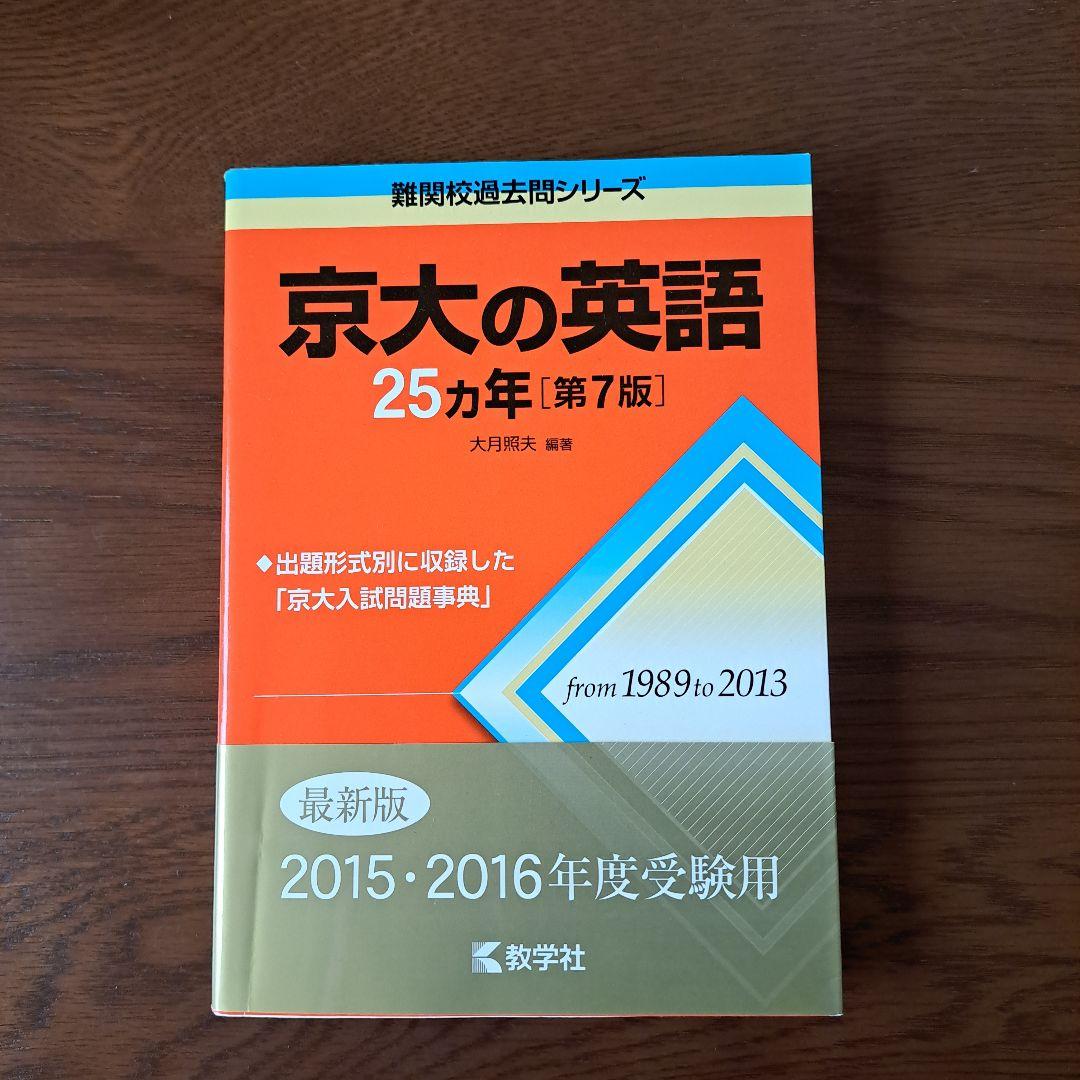 難関校過去問シリーズ
京大の英語
25カ年[第7版]
大月照夫 編著
◆出題形式別に収録した
「京大入試問題事典」
from 1989 to 2013
最新版
2015・2016年度受験用
教学社